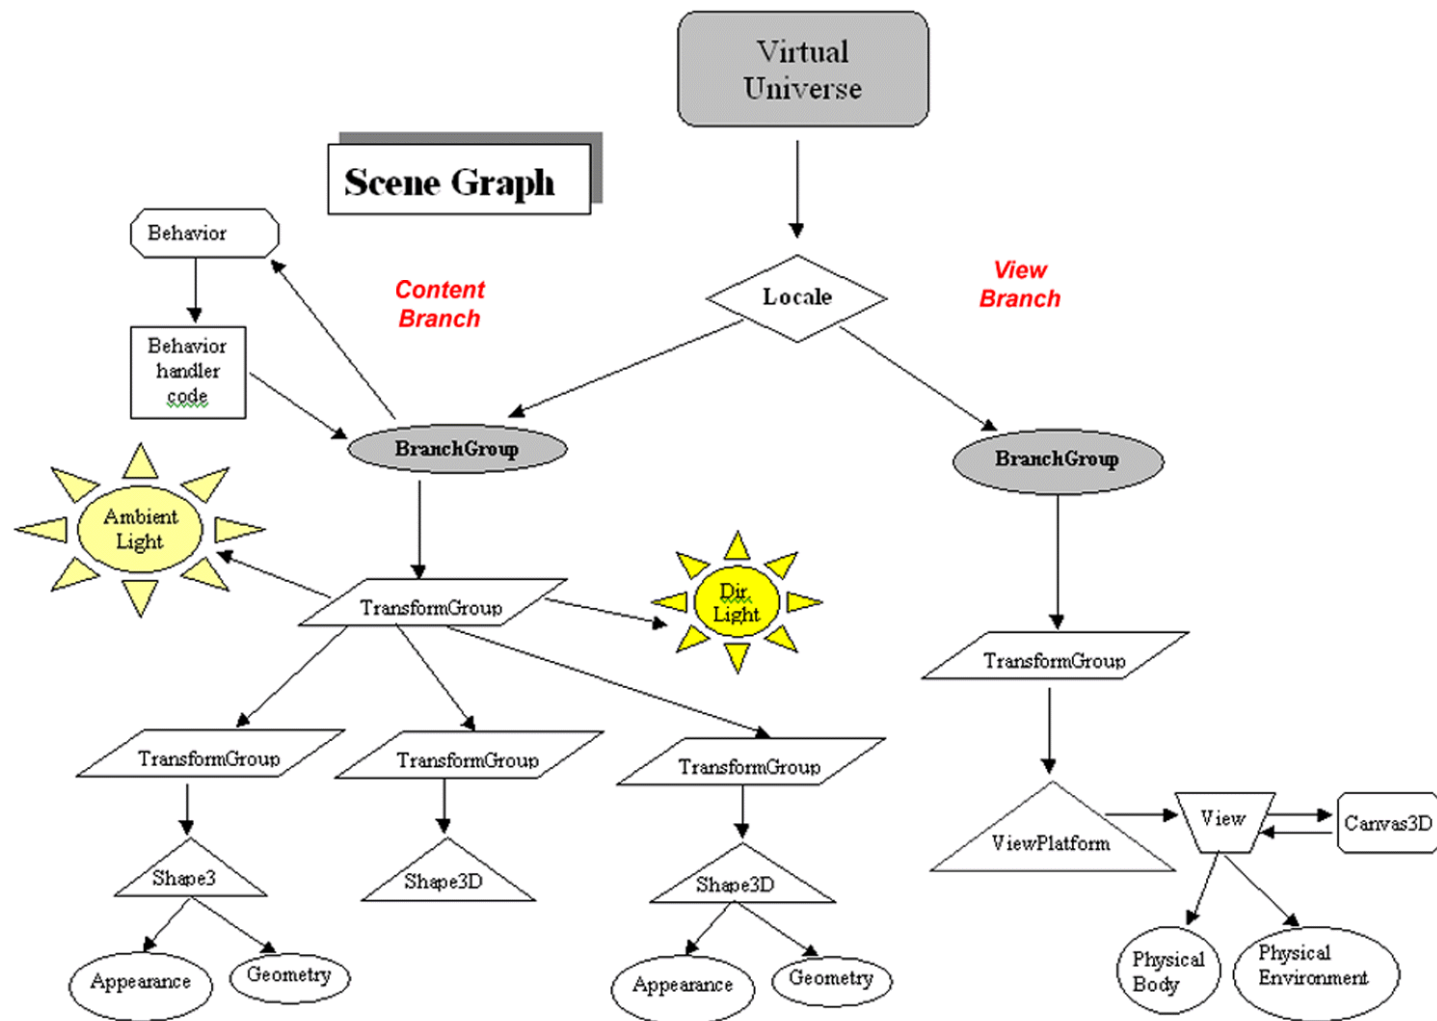 Virtual
Universe
Scene Graph
Behavior
Content
Branch
View
Branch
Locale
Behavior
handler
code
BranchGroup
BranchGroup
Ambient
Light
Dir.
Light
TransformGroup
TransformGroup
TransformGroup
TransformGroup
TransformGroup
ViewPlatform
View
Canvas3D
Shape3
Shape3D
Shape3D
Appearance
Geometry
Appearance
Geometry
Physical
Body
Physical
Environment